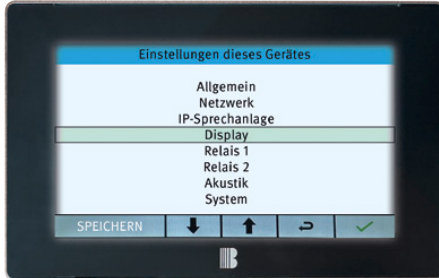 Einstellungen dieses Gerätes
Allgemein
Netzwerk
IP-Sprechanlage
Display
Relais 1
Relais 2
Akustik
System
SPEICHERN